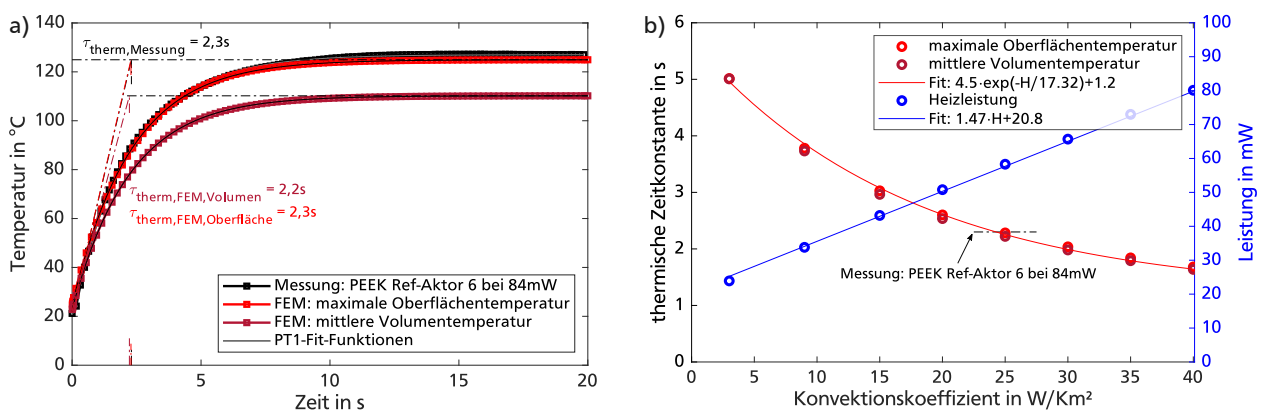 a)
140
120
100
80
60
40
20
0
Temperatur in °C
0
5
10
15
20
Zeit in s
τtherm,Messung = 2,3s
τtherm,FEM,Volumen = 2,2s
τtherm,FEM,Oberfläche = 2,3s
Messung: PEEK Ref-Aktor 6 bei 84mW
FEM: maximale Oberflächentemperatur
FEM: mittlere Volumentemperatur
PT1-Fit-Funktionen
b)
6
5
4
3
2
1
0
thermische Zeitkonstante in s
0
5
10
15
20
25
30
35
40
Konvektionskoeffizient in W/Km²
100
90
80
70
60
50
40
30
20
10
0
Leistung in mW
maximale Oberflächentemperatur
mittlere Volumentemperatur
Fit: 4.5·exp(-H/17.32)+1.2
Heizleistung
Fit: 1.47·H+20.8
Messung: PEEK Ref-Aktor 6 bei 84mW